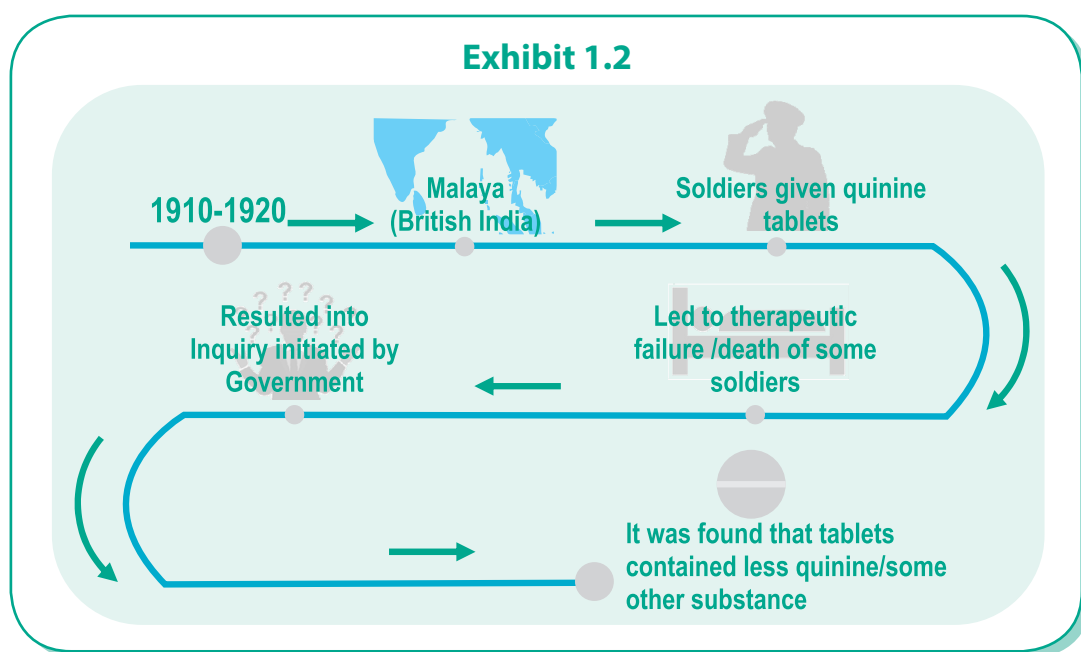 Exhibit 1.2
1910-1920
Malaya
(British India)
Soldiers given quinine
tablets
Led to therapeutic
failure /death of some
soldiers
? ? ? ? ? ? ? ?
Resulted into
Inquiry initiated by
Government
It was found that tablets
contained less quinine/some
other substance